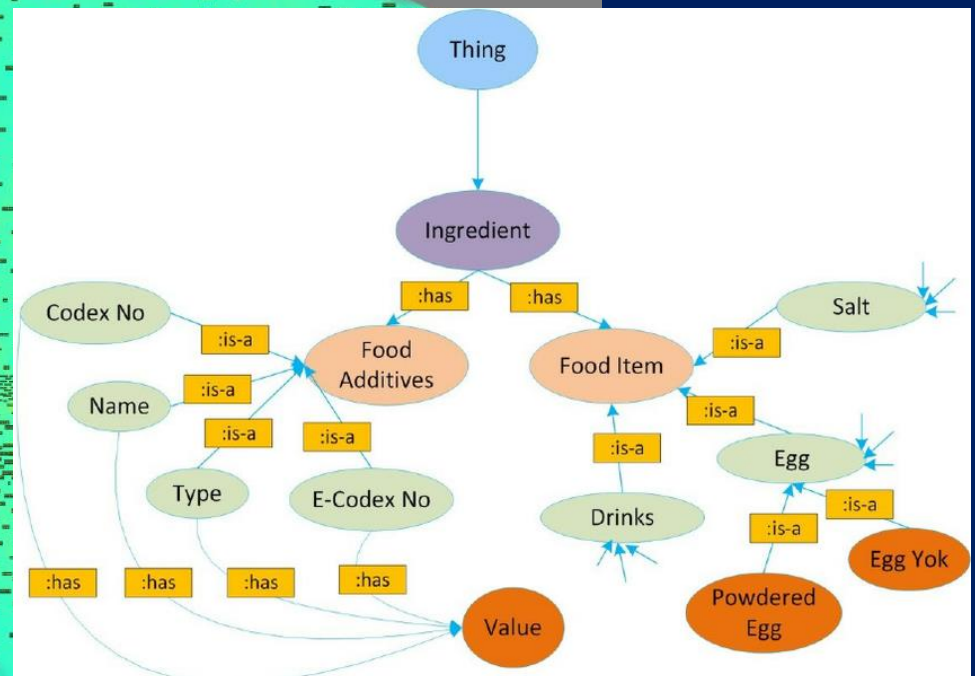 Thing
Ingredient
:has
:has
Codex No
Salt
:is-a
Food
Additives
Food Item
:is-a
:is-a
Name
:is-a
:is-a
:is-a
:is-a
Egg
Type
E-Codex No
Drinks
:is-a
:is-a
Egg Yok
:has
:has
:has
:has
Powdered
Egg
Value